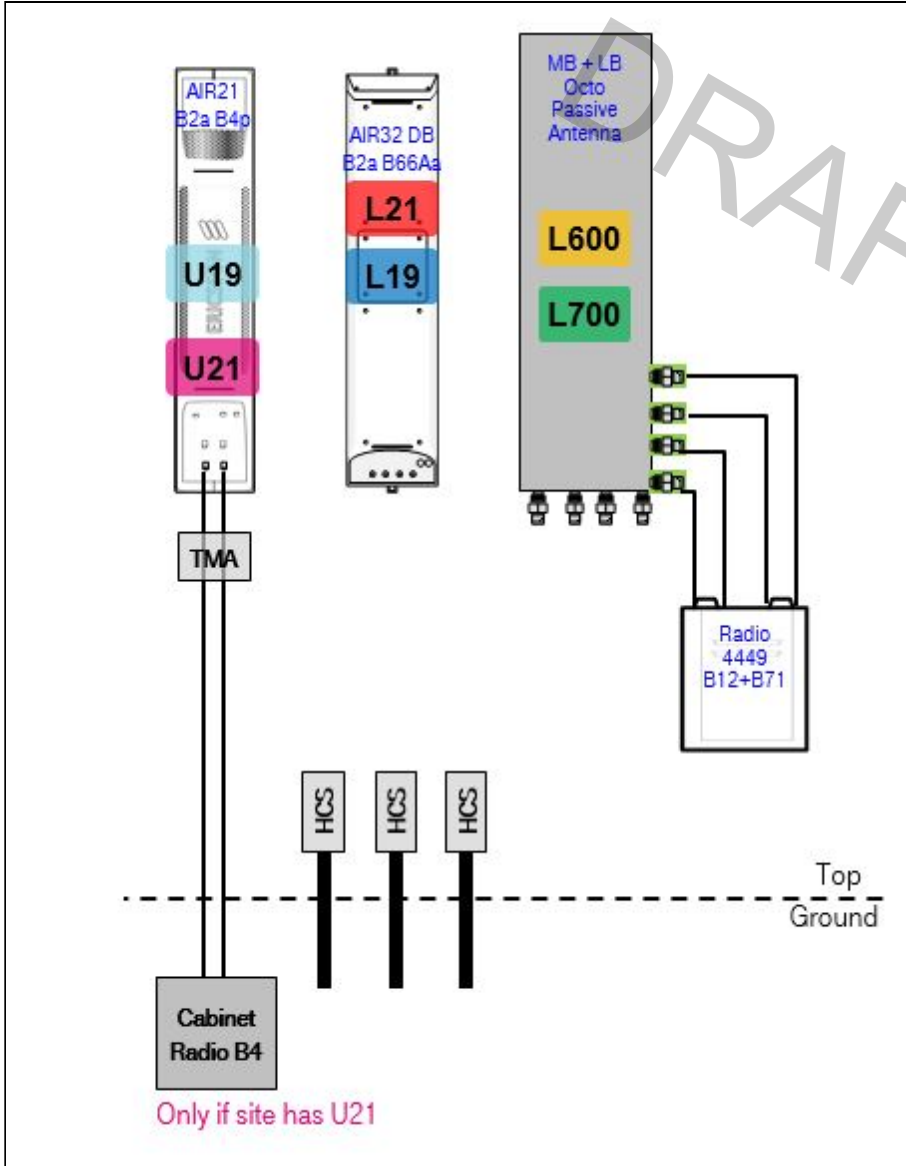 AIR21
B2a B4p
U19
ERICSSON
U21
TMA
AIR32 DB
B2a B66Aa
L21
L19
MB + LB
Octo
Passive
Antenna
L600
L700
Radio
4449
B12+B71
HCS
HCS
HCS
Top
Ground
Cabinet
Radio B4
Only if site has U21